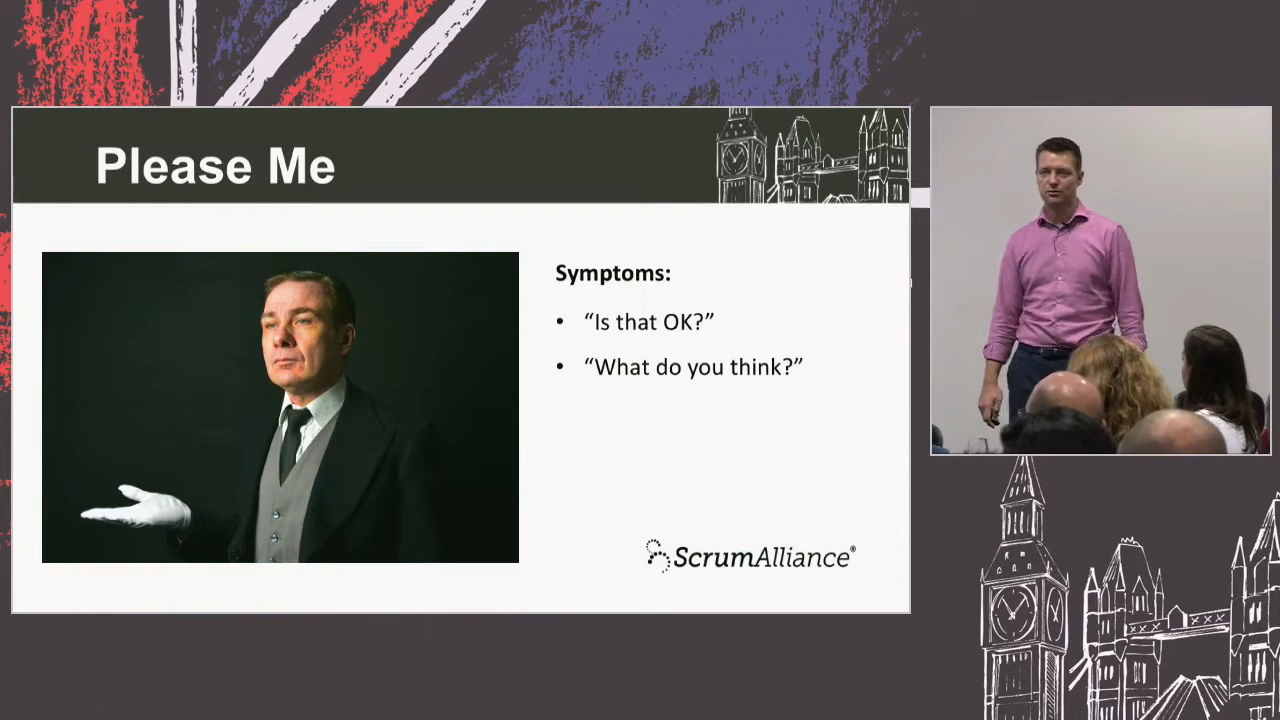 Please Me
Symptoms:
• “Is that OK?”
• “What do you think?”
ScrumAlliance®